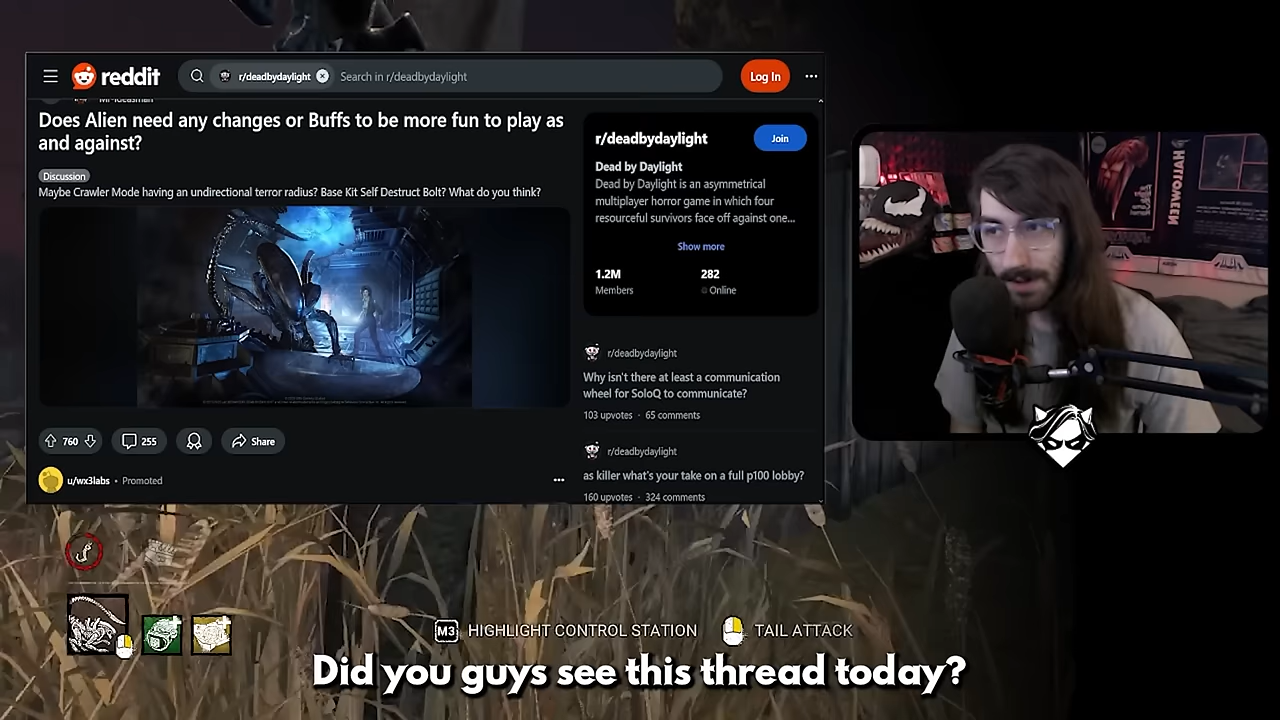 reddit
r/deadbydaylight
Search in r/deadbydaylight
Log In
Mr-Ideasman
Does Alien need any changes or Buffs to be more fun to play as
and against?
Discussion
Maybe Crawler Mode having an undirectional terror radius? Base Kit Self Destruct Bolt? What do you think?
760
255
Share
u/wx3labs • Promoted
r/deadbydaylight
Join
Dead by Daylight
Dead by Daylight is an asymmetrical
multiplayer horror game in which four
resourceful survivors face off against one...
Show more
1.2M
282
Members
Online
r/deadbydaylight
Why isn't there at least a communication
wheel for SoloQ to communicate?
103 upvotes · 65 comments
r/deadbydaylight
as killer what's your take on a full p100 lobby?
160 upvotes · 324 comments
HALLOWEEN
M3 HIGHLIGHT CONTROL STATION
TAIL ATTACK
Did you guys see this thread today?